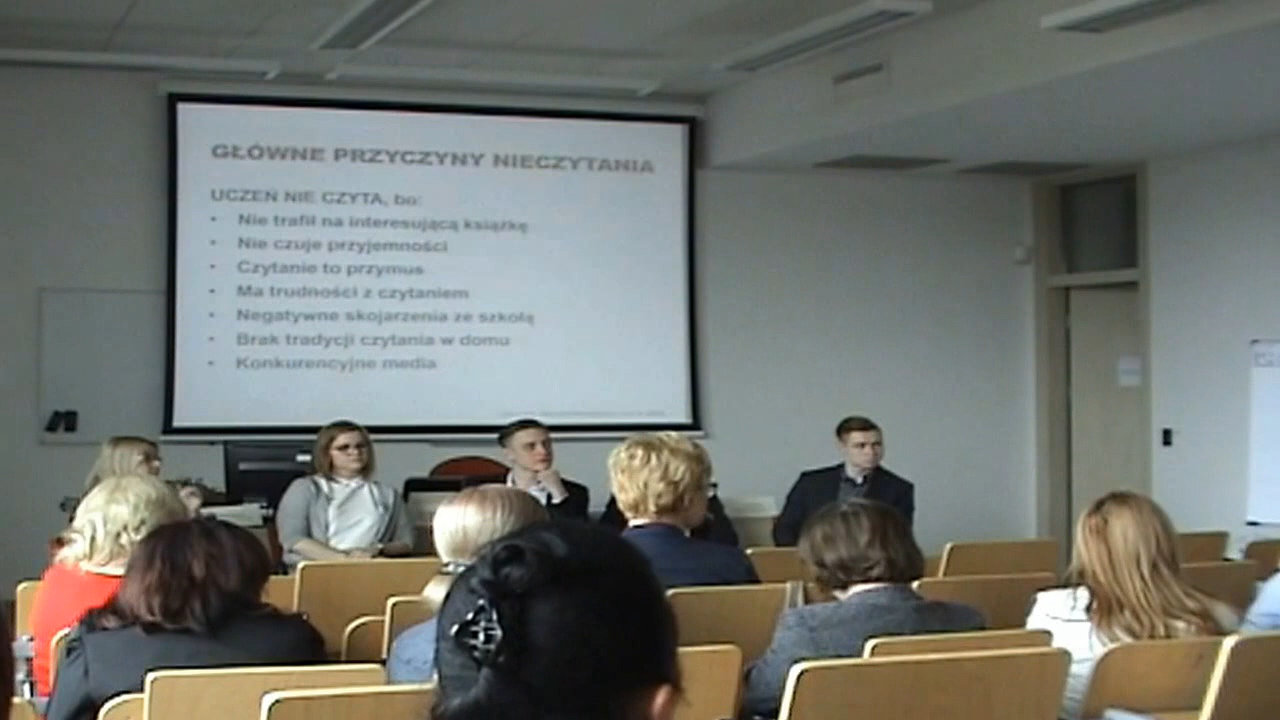 GŁÓWNE PRZYCZYNY NIECZYTANIA
UCZEŃ NIE CZYTA, bo:
• Nie trafił na interesującą książkę
• Nie czuje przyjemności
• Czytanie to przymus
• Ma trudności z czytaniem
• Negatywne skojarzenia ze szkołą
• Brak tradycji czytania w domu
• Konkurencyjne media